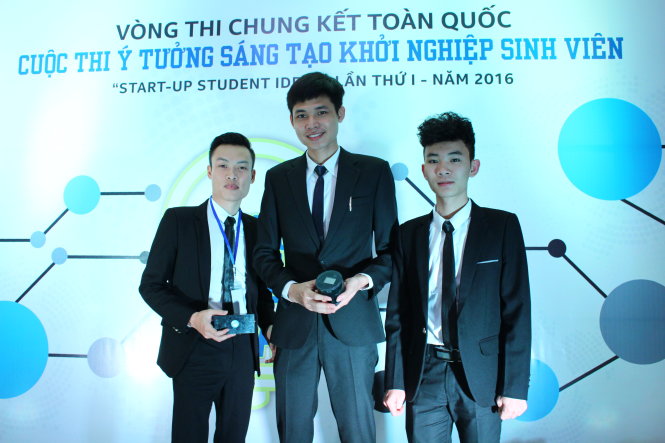 VÒNG THI CHUNG KẾT TOÀN QUỐC
CUỘC THI Ý TƯỞNG SÁNG TẠO KHỞI NGHIỆP SINH VIÊN
“START-UP STUDENT LẦN THỨ I - NĂM 2016